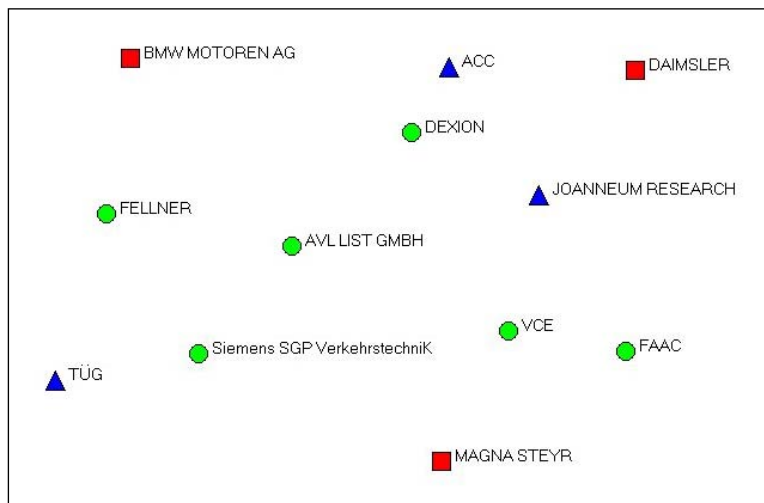 BMW MOTOREN AG
ACC
DAIMSLER
DEXION
JOANNEUM RESEARCH
FELLNER
AVL LIST GMBH
VCE
Siemens SGP VerkehrstechniK
FAAC
TÜG
MAGNA STEYR